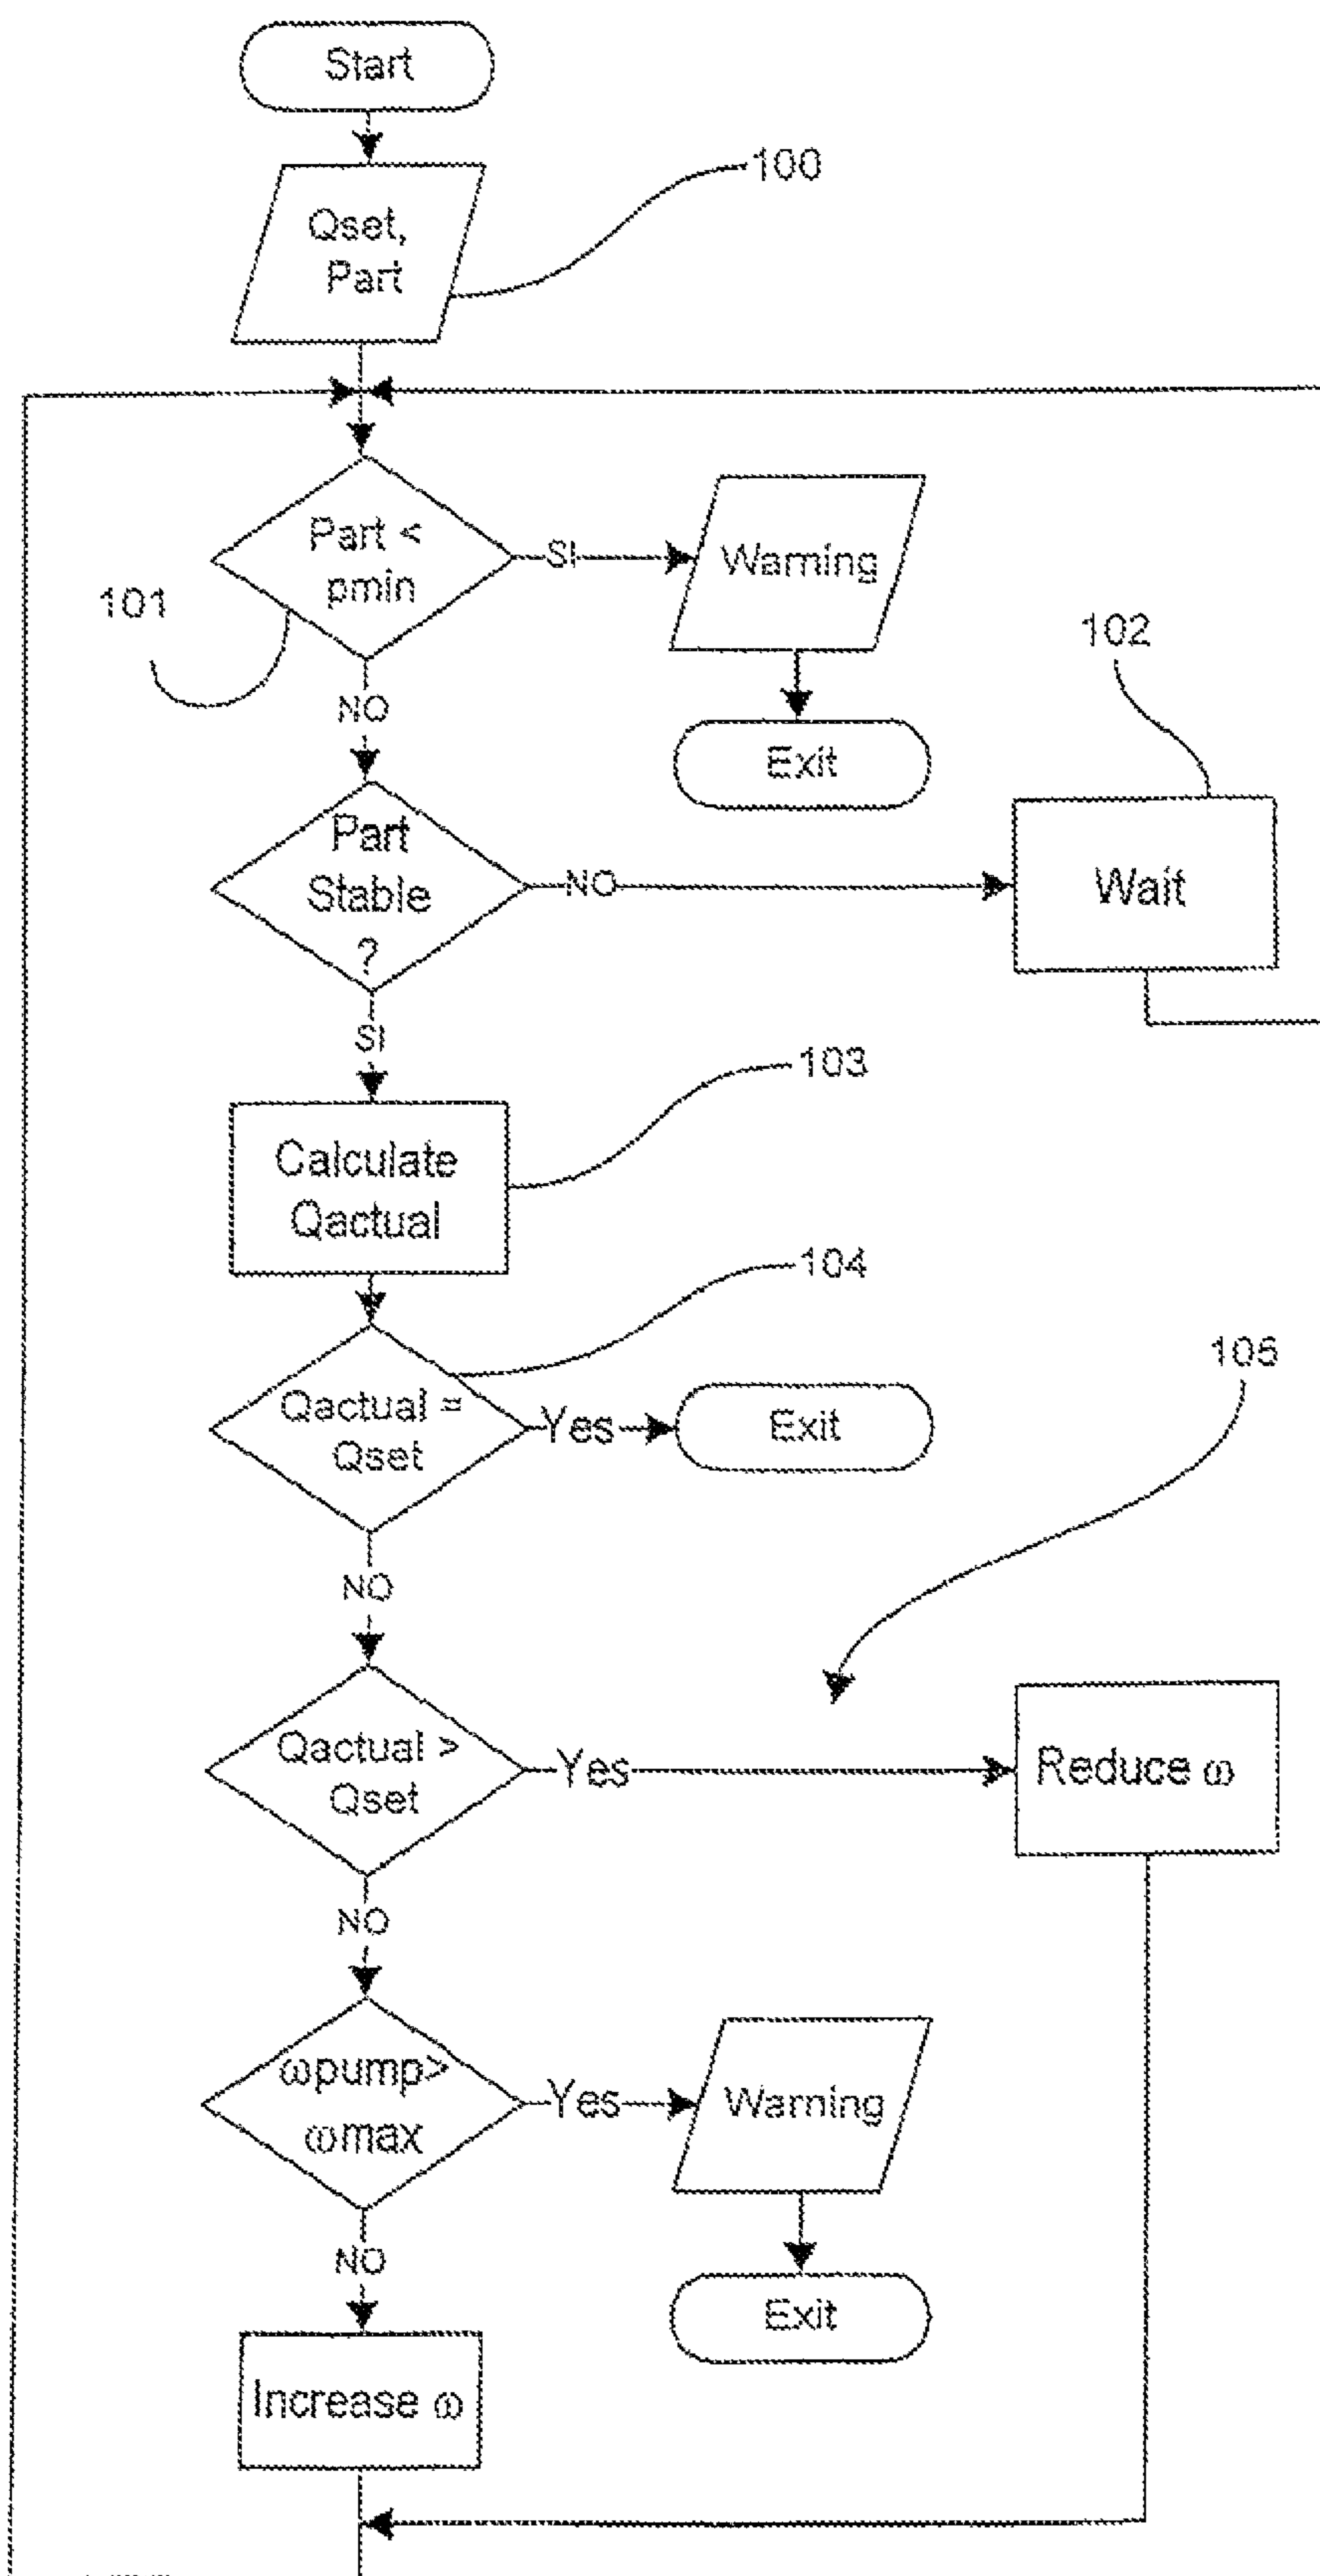 Start
100
Qset,
Part
Part <
pmin
SI
Warning
101
NO
Exit
102
Part
Stable
?
NO
Wait
SI
103
Calculate
Qactual
104
Qactual =
Qset
Yes
Exit
105
NO
Qactual >
Qset
Yes
Reduce ω
NO
ωpump>
ωmax
Yes
Warning
NO
Exit
Increase ω